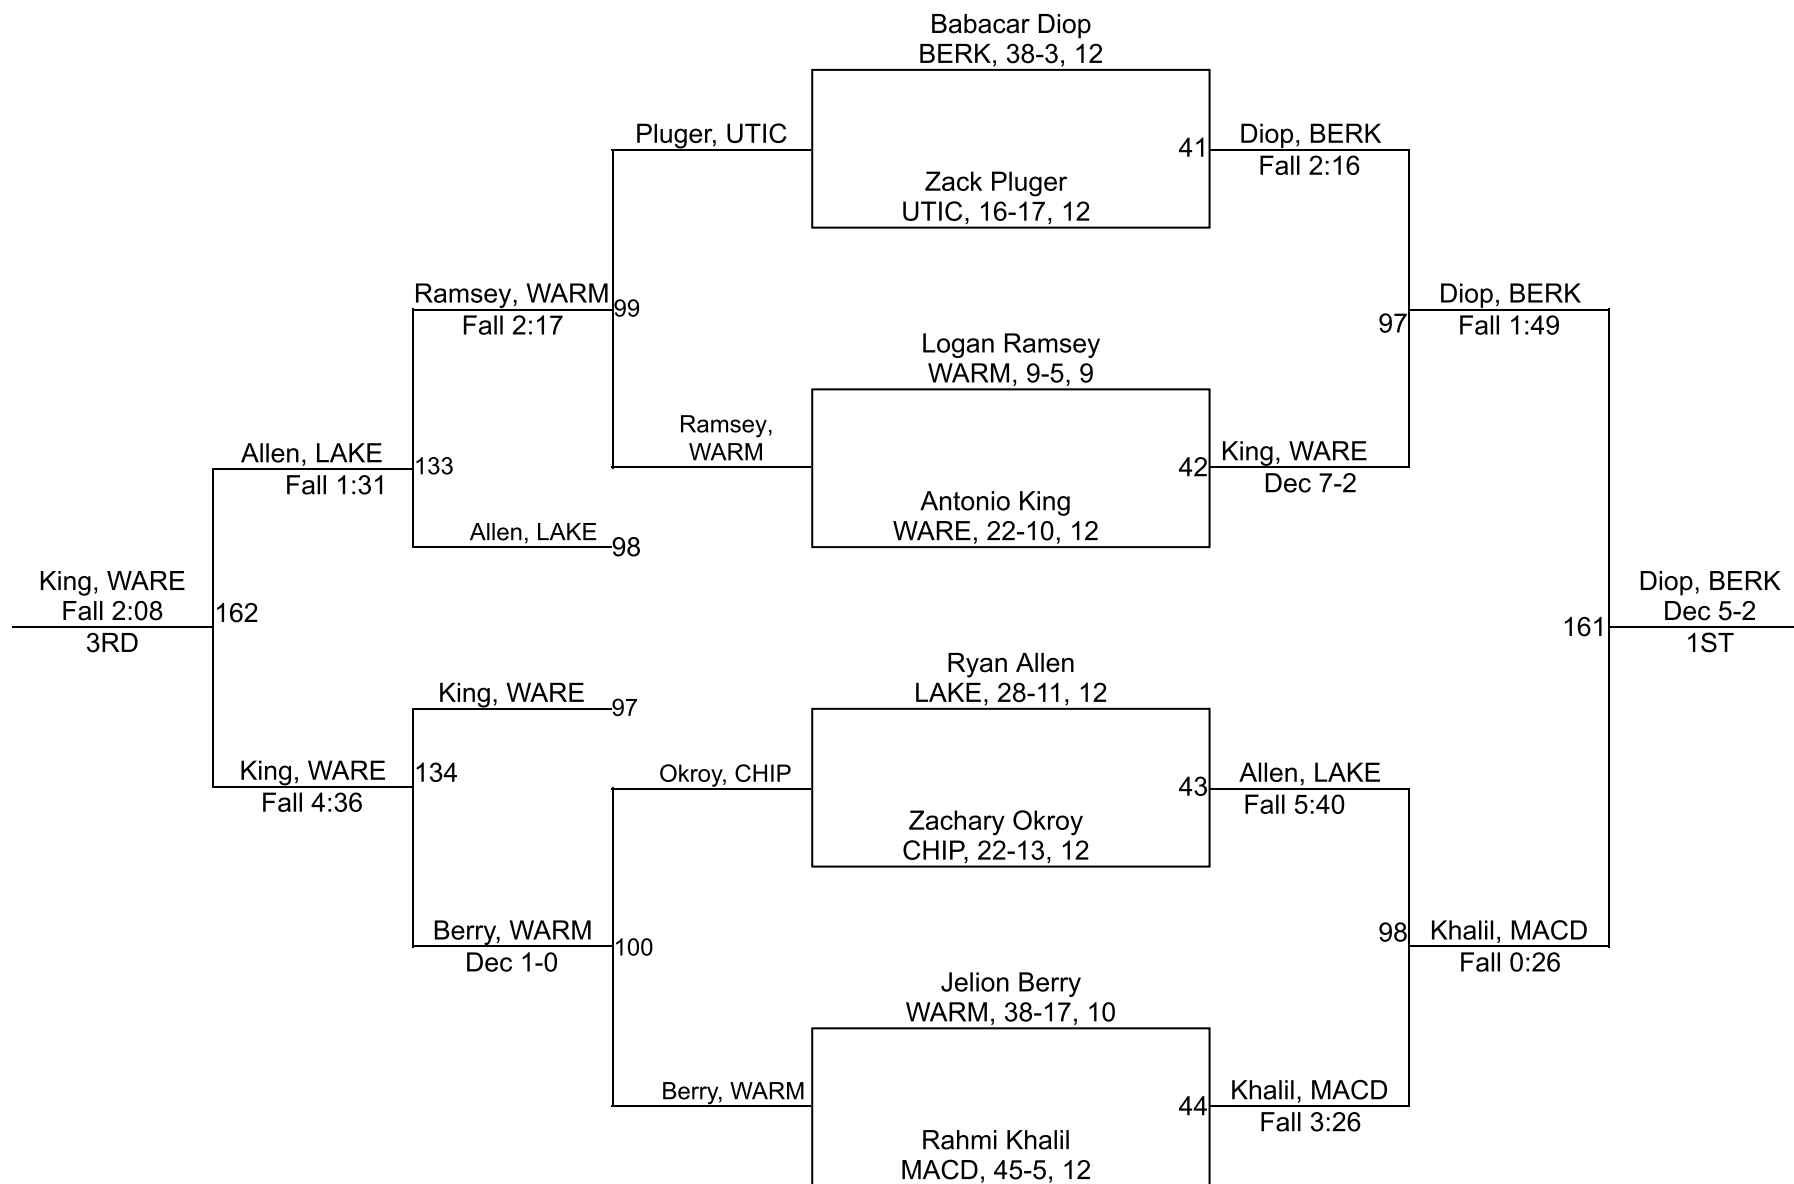 Babacar Diop
BERK, 38-3, 12
Pluger, UTIC
41
Diop, BERK
Fall 2:16
Zack Pluger
UTIC, 16-17, 12
Ramsey, WARM
99
Fall 2:17
Diop, BERK
97
Fall 1:49
Logan Ramsey
WARM, 9-5, 9
Ramsey,
WARM
Allen, LAKE
133
Fall 1:31
42
King, WARE
Dec 7-2
Antonio King
WARE, 22-10, 12
Allen, LAKE
98
King, WARE
Fall 2:08
162
3RD
161
Diop, BERK
Dec 5-2
1ST
Ryan Allen
LAKE, 28-11, 12
King, WARE
97
King, WARE
134
Fall 4:36
Okroy, CHIP
43
Allen, LAKE
Fall 5:40
Zachary Okroy
CHIP, 22-13, 12
Berry, WARM
100
Dec 1-0
98
Khalil, MACD
Fall 0:26
Jelion Berry
WARM, 38-17, 10
Berry, WARM
44
Khalil, MACD
Fall 3:26
Rahmi Khalil
MACD, 45-5, 12